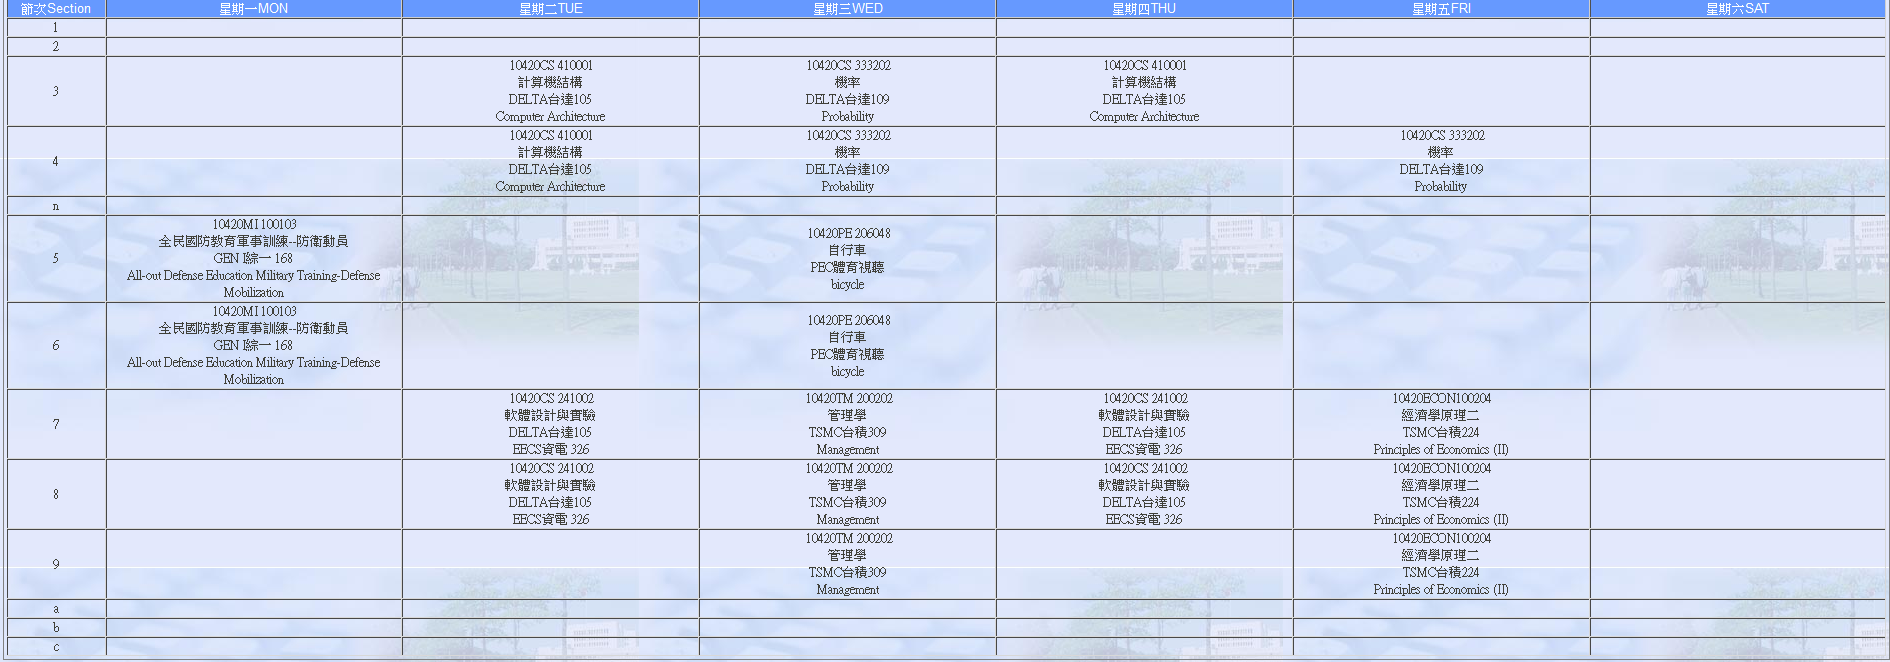 節次Section 星期一MON 星期二TUE 星期三WED 星期四THU 星期五FRI 星期六SAT
1
2
3
10420CS 410001
計算機結構
DELTA台達105
Computer Architecture
10420CS 333202
機率
DELTA台達109
Probability
10420CS 410001
計算機結構
DELTA台達105
Computer Architecture
4
10420CS 410001
計算機結構
DELTA台達105
Computer Architecture
10420CS 333202
機率
DELTA台達109
Probability
10420CS 333202
機率
DELTA台達109
Probability
n
5
10420MI 100103
全民國防教育軍事訓練--防衛動員
GEN I綜一 168
All-out Defense Education Military Training-Defense
Mobilization
10420PE 206048
自行車
PEC體育視聽
bicycle
6
10420MI 100103
全民國防教育軍事訓練--防衛動員
GEN I綜一 168
All-out Defense Education Military Training-Defense
Mobilization
10420PE 206048
自行車
PEC體育視聽
bicycle
7
10420CS 241002
軟體設計與實驗
DELTA台達105
EECS資電 326
10420TM 200202
管理學
TSMC台積309
Management
10420CS 241002
軟體設計與實驗
DELTA台達105
EECS資電 326
10420ECON100204
經濟學原理二
TSMC台積224
Principles of Economics (II)
8
10420CS 241002
軟體設計與實驗
DELTA台達105
EECS資電 326
10420TM 200202
管理學
TSMC台積309
Management
10420CS 241002
軟體設計與實驗
DELTA台達105
EECS資電 326
10420ECON100204
經濟學原理二
TSMC台積224
Principles of Economics (II)
9
10420TM 200202
管理學
TSMC台積309
Management
10420ECON100204
經濟學原理二
TSMC台積224
Principles of Economics (II)
a
b
c